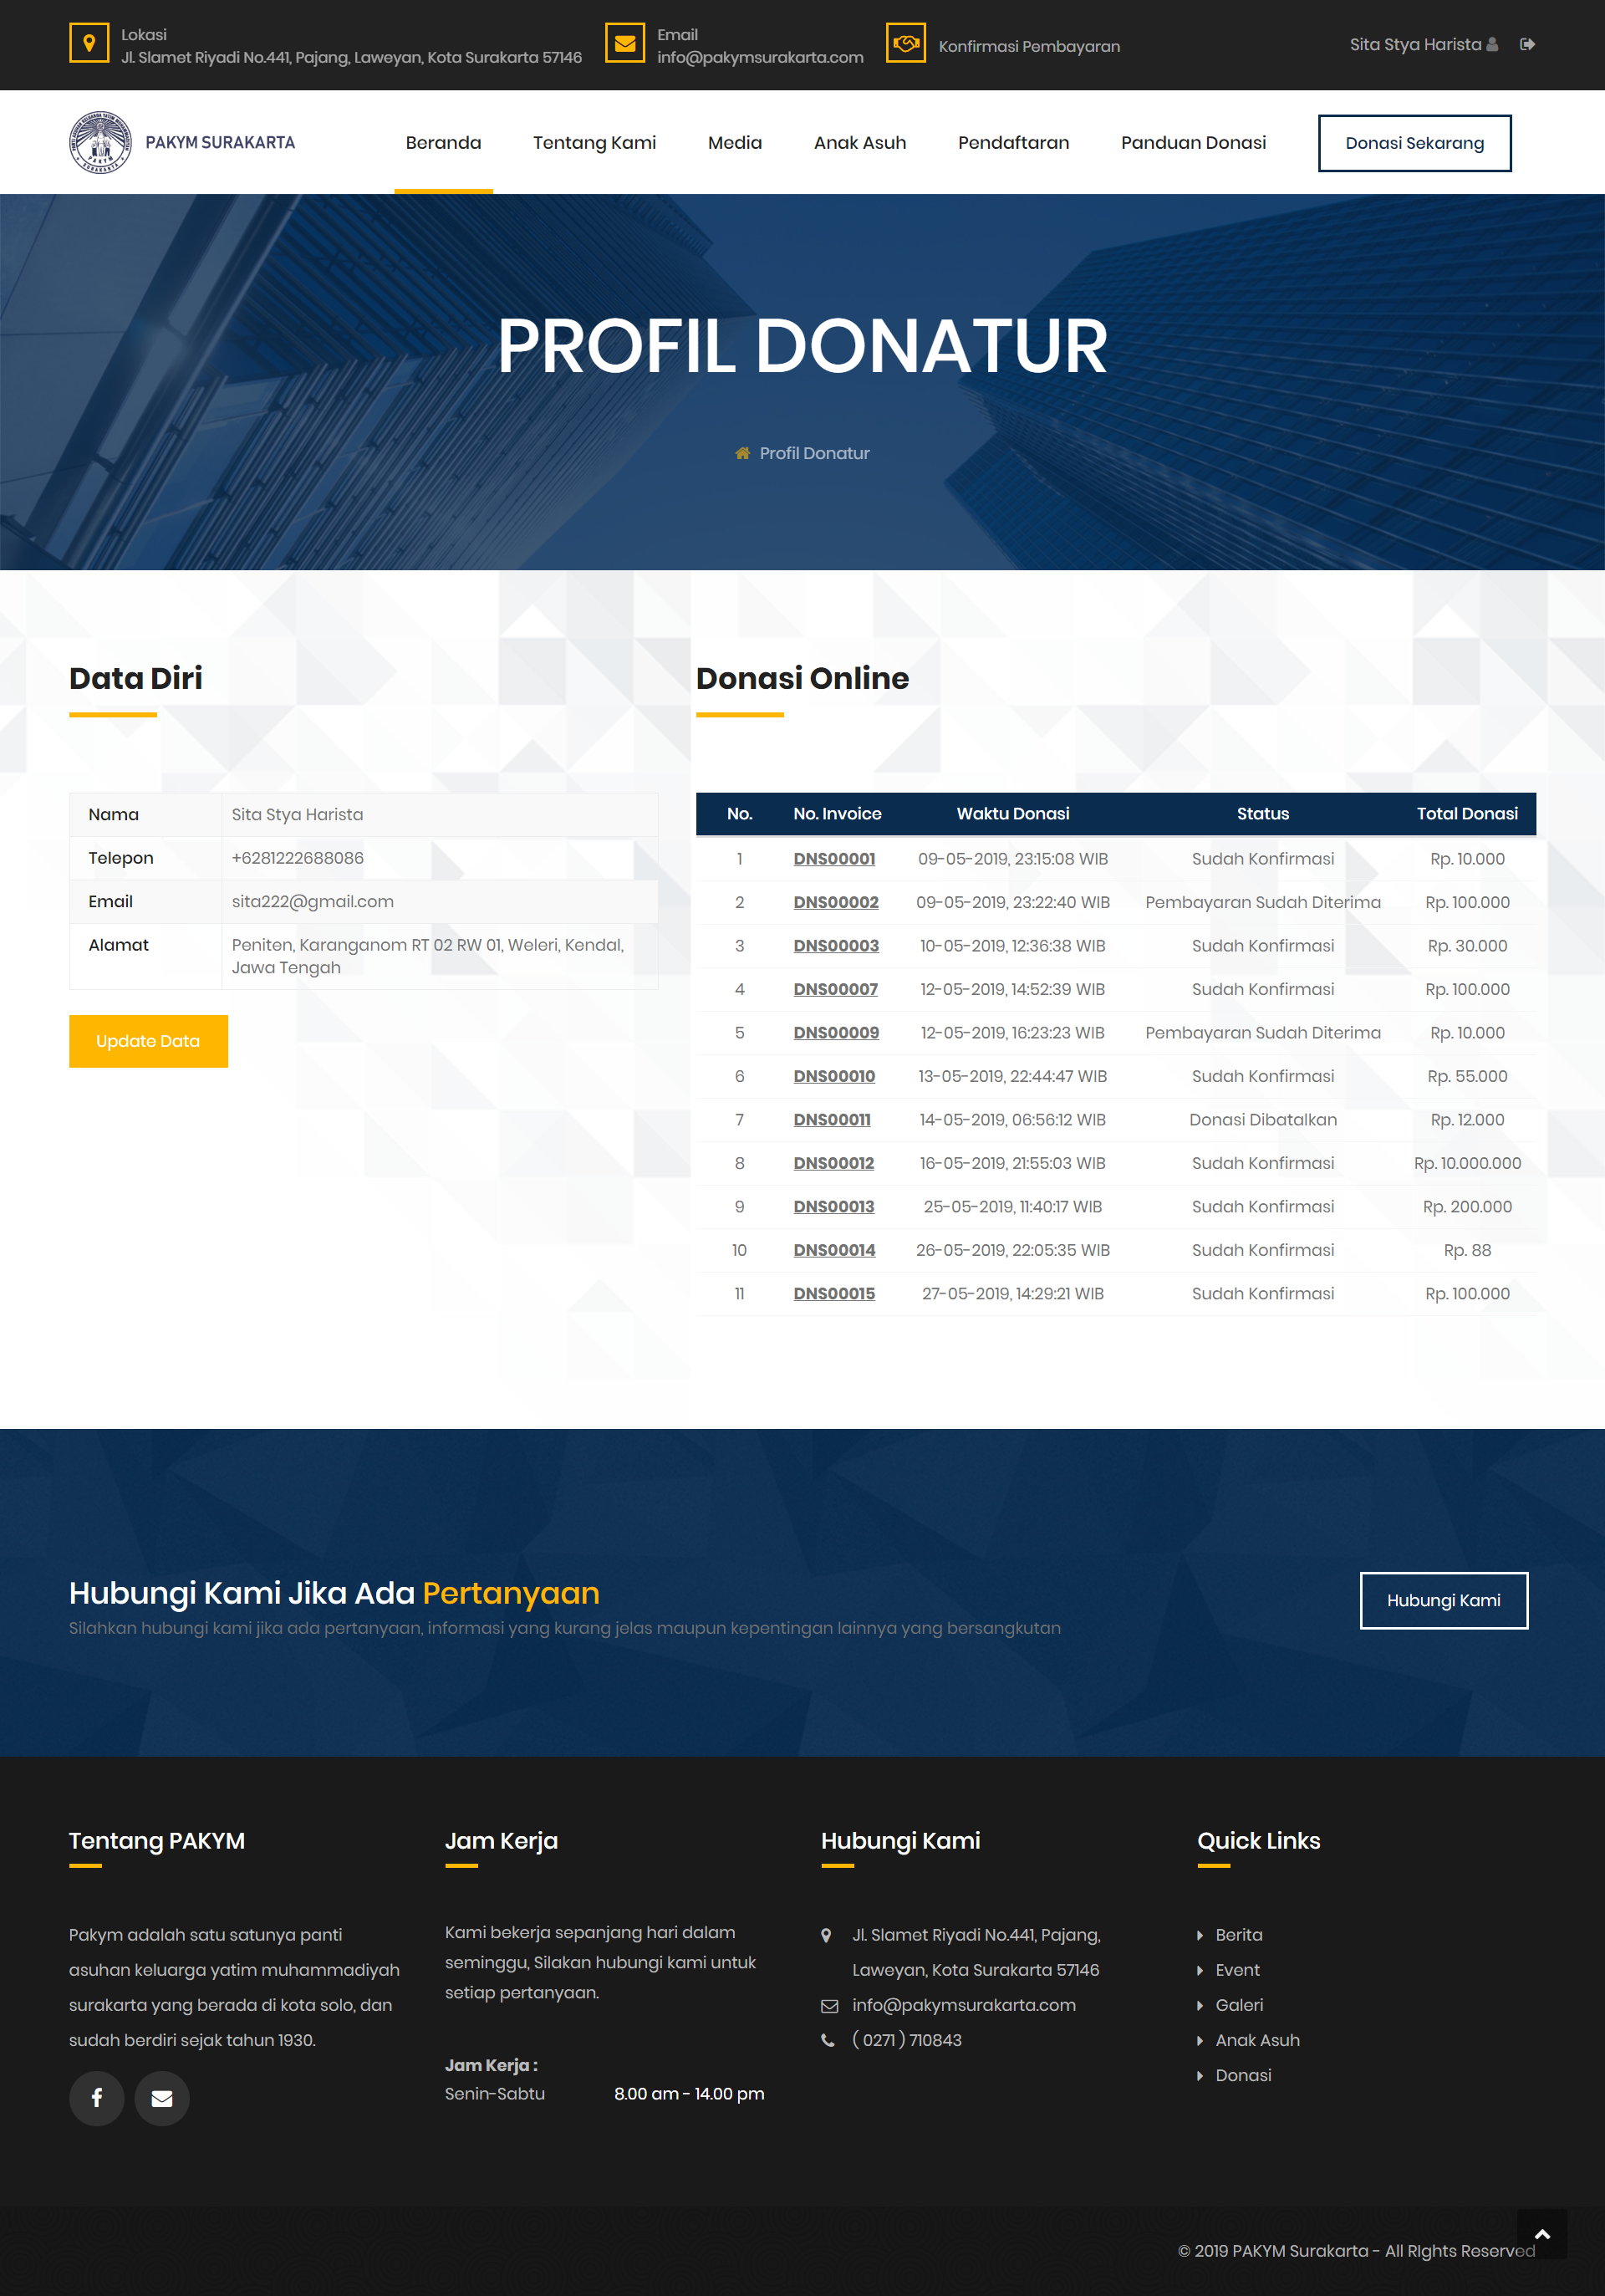 Lokasi
Jl. Slamet Riyadi No.441, Pajang, Laweyan, Kota Surakarta 57146
Email
info@pakymsurakarta.com
Konfirmasi Pembayaran
Sita Stya Harista
PAKYM
SURAKARTA
PAKYM SURAKARTA
Beranda
Tentang Kami
Media
Anak Asuh
Pendaftaran
Panduan Donasi
Donasi Sekarang
PROFIL DONATUR
Profil Donatur
Data Diri
Nama Sita Stya Harista
Telepon +6281222688086
Email sita222@gmail.com
Alamat Peniten, Karanganom RT 02 RW 01, Weleri, Kendal,
Jawa Tengah
Update Data
Donasi Online
No. No. Invoice Waktu Donasi Status Total Donasi
1 DNS00001 09-05-2019, 23:15:08 WIB Sudah Konfirmasi Rp. 10.000
2 DNS00002 09-05-2019, 23:22:40 WIB Pembayaran Sudah Diterima Rp. 100.000
3 DNS00003 10-05-2019, 12:36:38 WIB Sudah Konfirmasi Rp. 30.000
4 DNS00007 12-05-2019, 14:52:39 WIB Sudah Konfirmasi Rp. 100.000
5 DNS00009 12-05-2019, 16:23:23 WIB Pembayaran Sudah Diterima Rp. 10.000
6 DNS00010 13-05-2019, 22:44:47 WIB Sudah Konfirmasi Rp. 55.000
7 DNS00011 14-05-2019, 06:56:12 WIB Donasi Dibatalkan Rp. 12.000
8 DNS00012 16-05-2019, 21:55:03 WIB Sudah Konfirmasi Rp. 10.000.000
9 DNS00013 25-05-2019, 11:40:17 WIB Sudah Konfirmasi Rp. 200.000
10 DNS00014 26-05-2019, 22:05:35 WIB Sudah Konfirmasi Rp. 88
11 DNS00015 27-05-2019, 14:29:21 WIB Sudah Konfirmasi Rp. 100.000
Hubungi Kami Jika Ada Pertanyaan
Silahkan hubungi kami jika ada pertanyaan, informasi yang kurang jelas maupun kepentingan lainnya yang bersangkutan
Hubungi Kami
Tentang PAKYM
Pakym adalah satu satunya panti
asuhan keluarga yatim muhammadiyah
surakarta yang berada di kota solo, dan
sudah berdiri sejak tahun 1930.
Jam Kerja
Kami bekerja sepanjang hari dalam
seminggu, Silakan hubungi kami untuk
setiap pertanyaan.
Jam Kerja :
Senin-Sabtu 8.00 am - 14.00 pm
Hubungi Kami
Jl. Slamet Riyadi No.441, Pajang,
Laweyan, Kota Surakarta 57146
info@pakymsurakarta.com
( 0271 ) 710843
Quick Links
Berita
Event
Galeri
Anak Asuh
Donasi
© 2019 PAKYM Surakarta - All RIghts Reserved